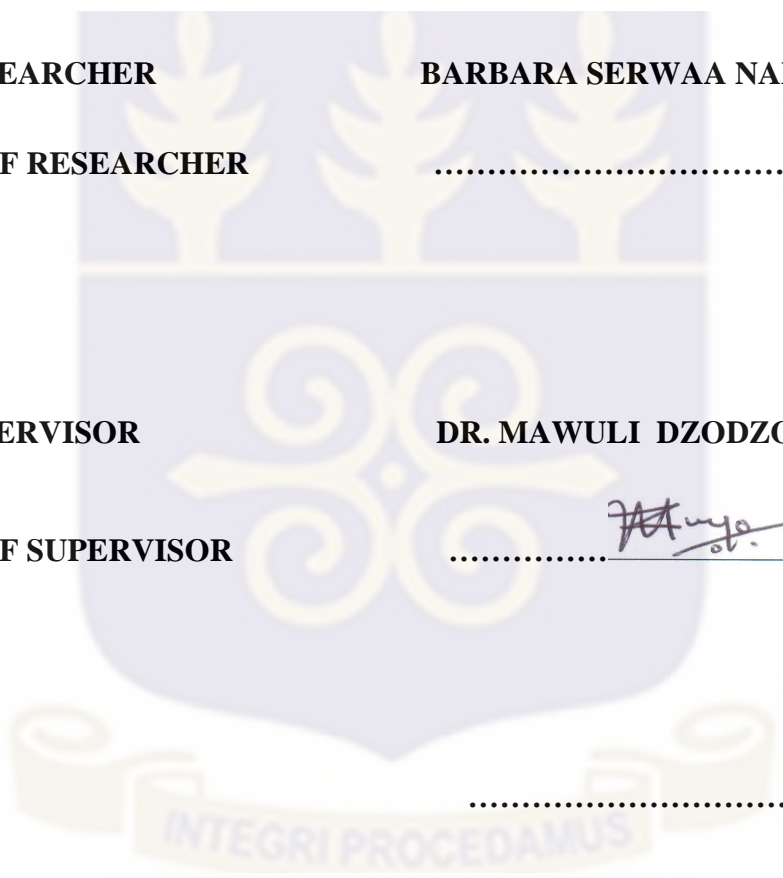 EARCHER BARBARA SERWAA NA
F RESEARCHER ………………………………
ERVISOR DR. MAWULI DZODZO
F SUPERVISOR ……………
………………………………
INTEGRI PROCEDAMUS